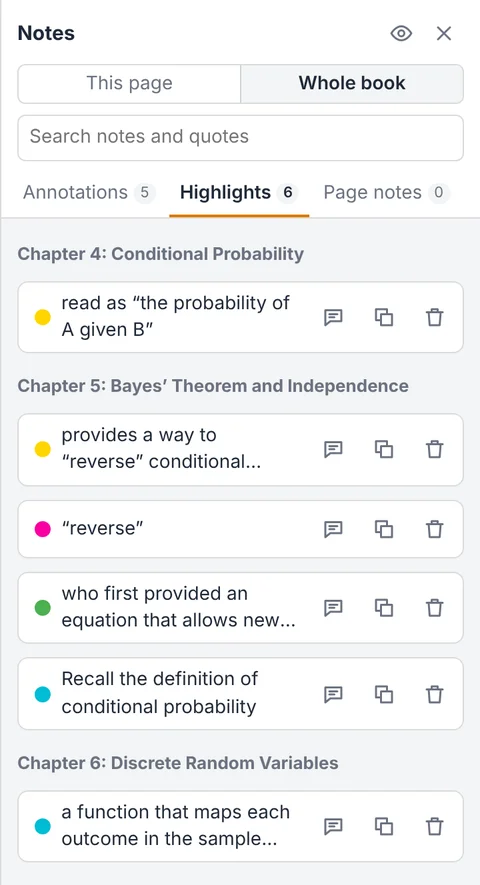 Notes
This page
Whole book
Search notes and quotes
Annotations 5
Highlights 6
Page notes 0
Chapter 4: Conditional Probability
read as “the probability of
A given B”
Chapter 5: Bayes’ Theorem and Independence
provides a way to
“reverse” conditional...
“reverse”
who first provided an
equation that allows new...
Recall the definition of
conditional probability
Chapter 6: Discrete Random Variables
a function that maps each
outcome in the sample...